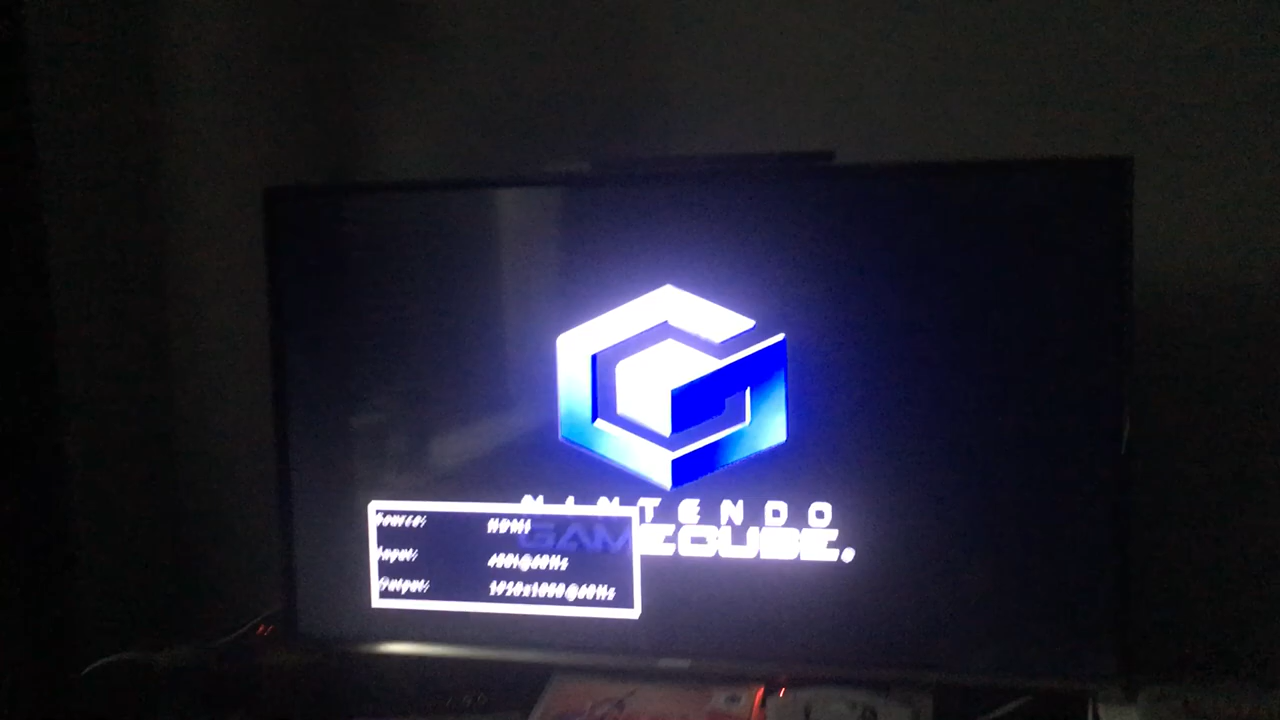 NINTENDO
GAMECUBE.
Source: HDMI
Input: 480i@60Hz
Output: 1920x1080@60Hz